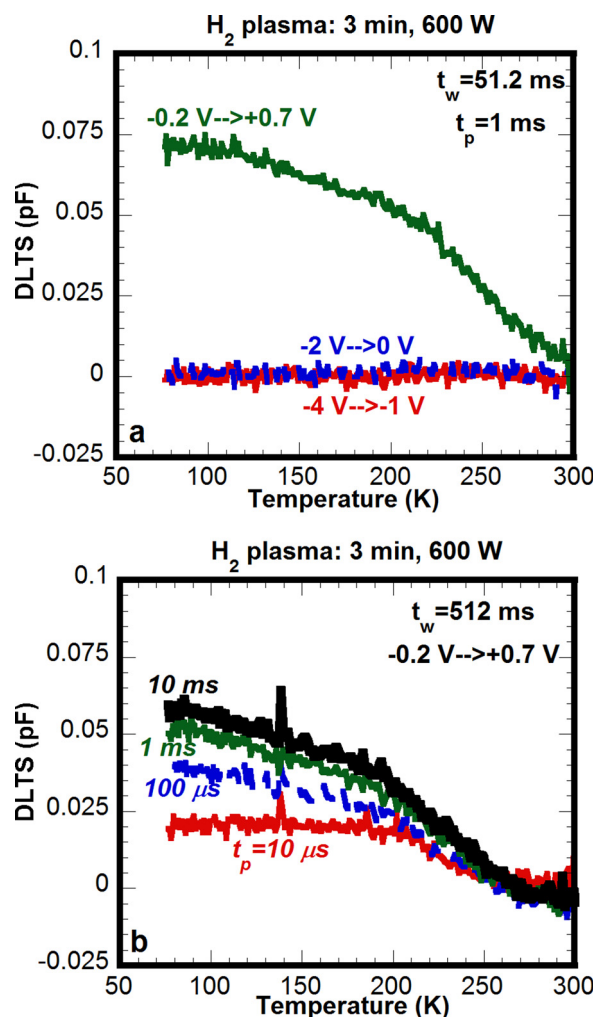 H₂ plasma: 3 min, 600 W
0.1
t_w=51.2 ms
-0.2 V-->+0.7 V
t_p=1 ms
0.075
0.05
DLTS (pF)
0.025
-2 V-->0 V
0
-4 V-->-1 V
a
-0.025
50 100 150 200 250 300
Temperature (K)
H₂ plasma: 3 min, 600 W
0.1
t_w=512 ms
-0.2 V-->+0.7 V
0.075
10 ms
0.05
1 ms
DLTS (pF)
100 μs
0.025
t_p=10 μs
0
b
-0.025
50 100 150 200 250 300
Temperature (K)